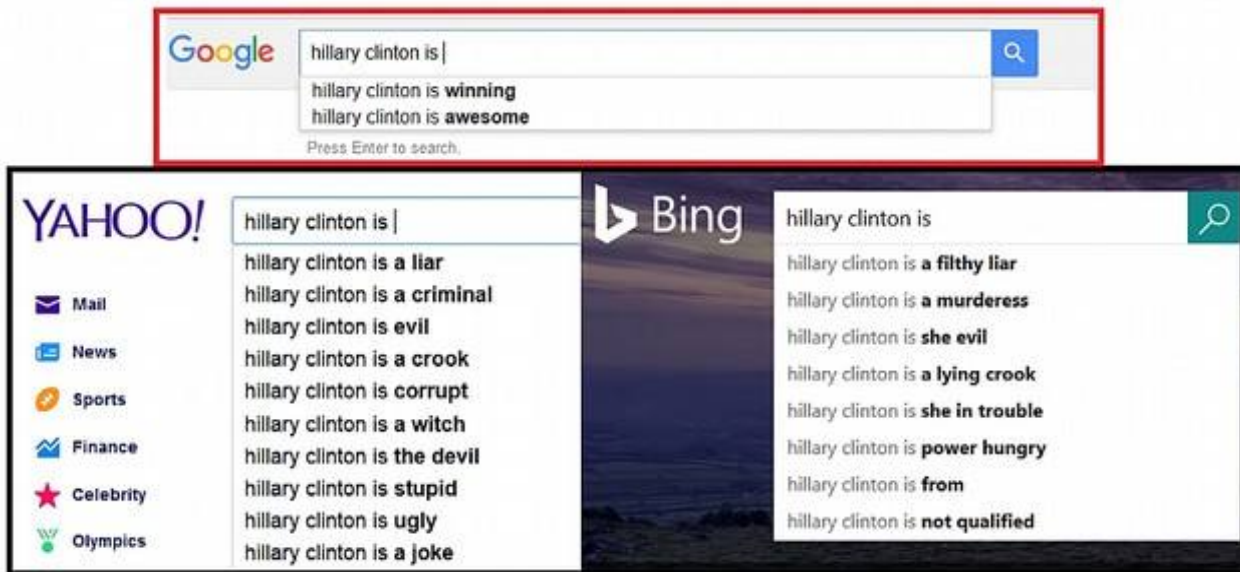 Google
hillary clinton is
hillary clinton is winning
hillary clinton is awesome
Press Enter to search.
YAHOO!
hillary clinton is
hillary clinton is a liar
hillary clinton is a criminal
hillary clinton is evil
hillary clinton is a crook
hillary clinton is corrupt
hillary clinton is a witch
hillary clinton is the devil
hillary clinton is stupid
hillary clinton is ugly
hillary clinton is a joke
Mail
News
Sports
Finance
Celebrity
Olympics
Bing
hillary clinton is
hillary clinton is a filthy liar
hillary clinton is a murderess
hillary clinton is she evil
hillary clinton is a lying crook
hillary clinton is she in trouble
hillary clinton is power hungry
hillary clinton is from
hillary clinton is not qualified